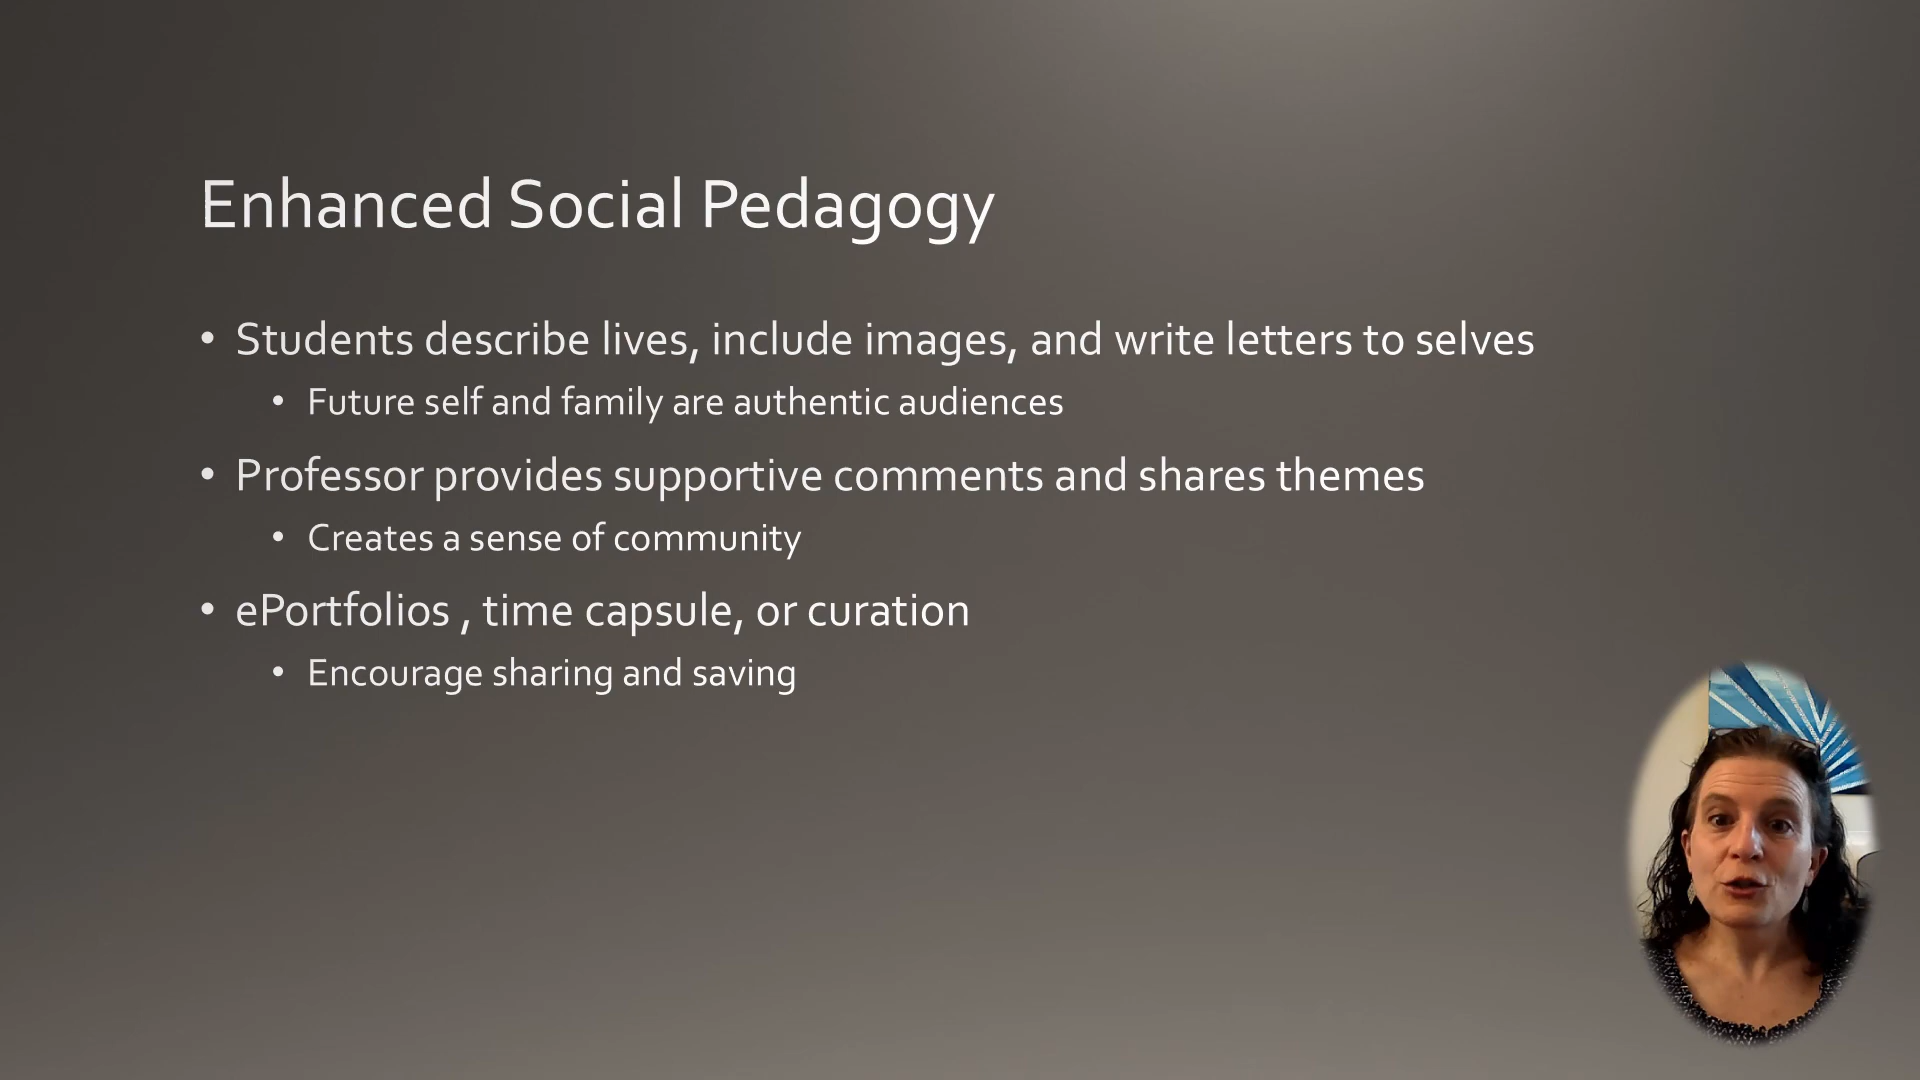 Enhanced Social Pedagogy
• Students describe lives, include images, and write letters to selves
• Future self and family are authentic audiences
• Professor provides supportive comments and shares themes
• Creates a sense of community
• ePortfolios , time capsule, or curation
• Encourage sharing and saving